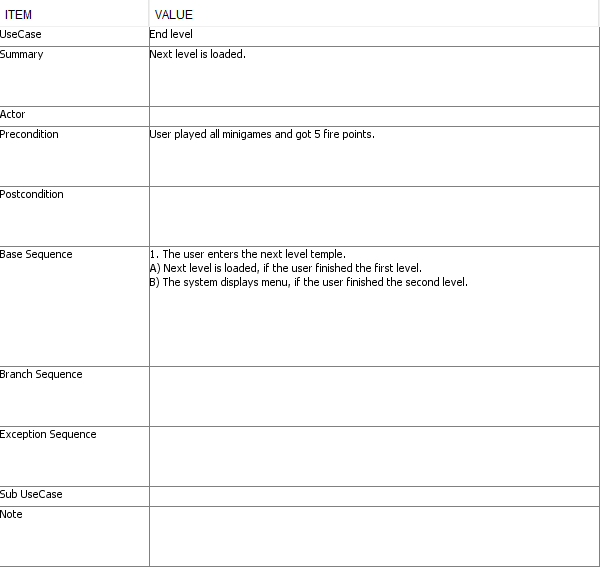 ITEM VALUE
UseCase End level
Summary Next level is loaded.
Actor
Precondition User played all minigames and got 5 fire points.
Postcondition
Base Sequence 1. The user enters the next level temple.
A) Next level is loaded, if the user finished the first level.
B) The system displays menu, if the user finished the second level.
Branch Sequence
Exception Sequence
Sub UseCase
Note